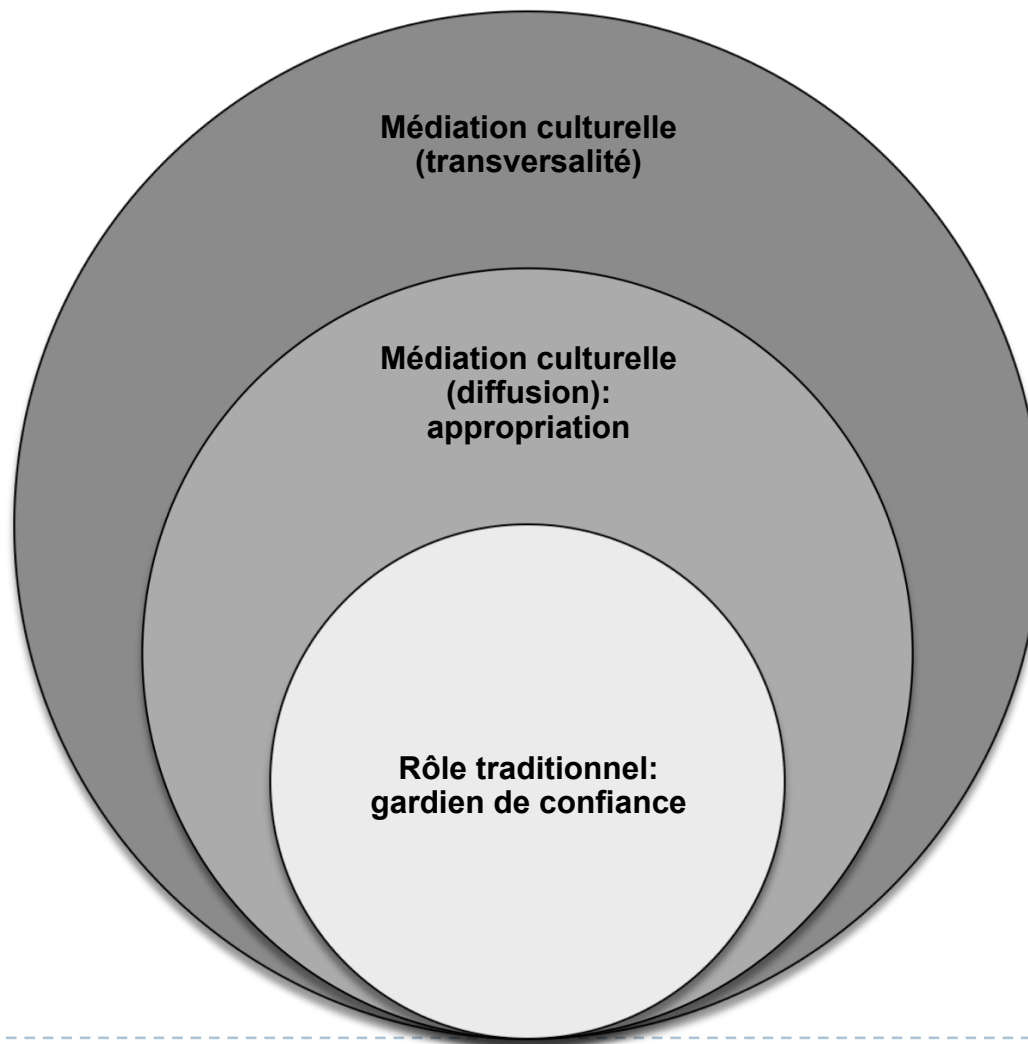 Médiation culturelle
(transversalité)
Médiation culturelle
(diffusion):
appropriation
Rôle traditionnel:
gardien de confiance